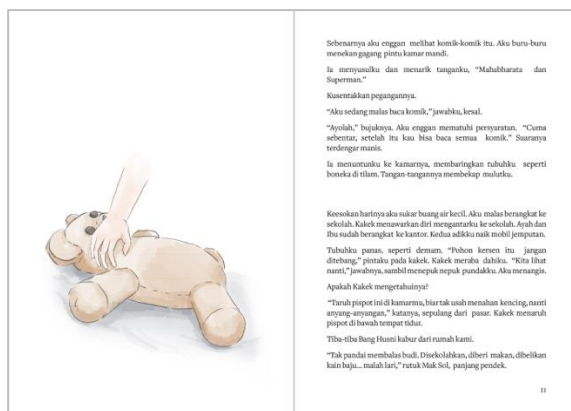 Sebenarnya aku enggan melihat komik-komik itu. Aku buru-buru
menekan gagang pintu kamar mandi.
Ia menyusulku dan menarik tanganku, “Mahabharata dan
Superman.”
Kusentakkan pegangannya.
“Aku sedang malas baca komik,” jawabku, kesal.
“Ayolah,” bujuknya. Aku enggan mematuhi persyaratan. “Cuma
sebentar, setelah itu kau bisa baca semua komik.” Suaranya
terdengar manis.
Ia menuntunku ke kamarnya, membaringkan tubuhku seperti
boneka di tilam. Tangan-tangannya membekap mulutku.
Keesokan harinya aku sukar buang air kecil. Aku malas berangkat ke
sekolah. Kakek menawarkan diri mengantarku ke sekolah. Ayah dan
ibu sudah berangkat ke kantor. Kedua adikku naik mobil jemputan.
Tubuhku panas, seperti demam. “Pohon kersen itu jangan
ditebang,” pintaku pada kakek. Kakek meraba dahiku. “Kita lihat
nanti,” jawabnya, sambil menepuk nepuk pundakku. Aku menangis.
Apakah Kakek mengetahuinya?
“Taruh pispot ini di kamarmu, biar tak usah menahan kencing, nanti
anyang-anyangan,” katanya, sepulang dari pasar. Kakek menaruh
pispot di bawah tempat tidur.
Tiba-tiba Bang Husni kabur dari rumah kami.
“Tak pandai membalas budi. Disekolahkan, diberi makan, dibelikan
kain baju... malah lari,” rutuk Mak Sol, panjang pendek.
11